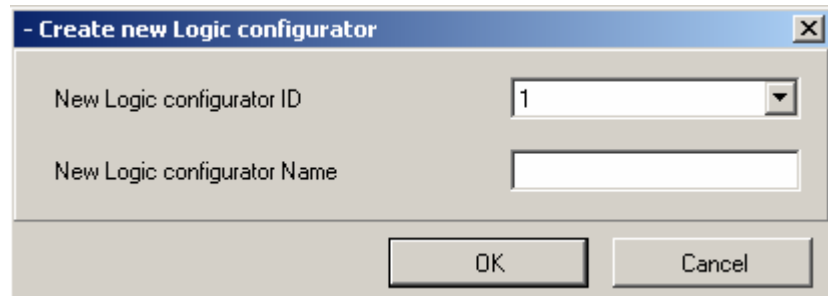 - Create new Logic configurator
New Logic configurator ID 1
New Logic configurator Name
OK Cancel